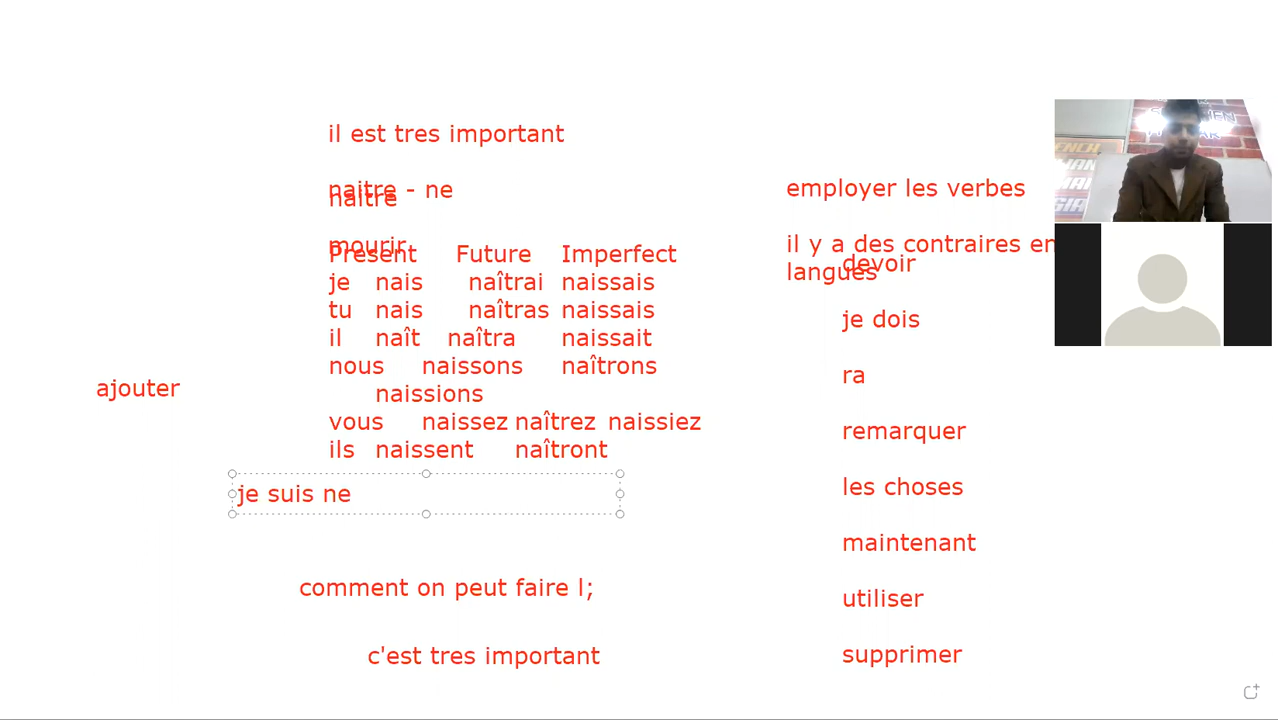 il est tres important
naitre - ne
naître
mourir
Present Future Imperfect
je nais naîtrai naissais
tu nais naîtras naissais
il naît naîtra naissait
nous naissons naîtrons
naissions
vous naissez naîtrez naissiez
ils naissent naîtront
ajouter
je suis ne
comment on peut faire l;
c'est tres important
employer les verbes
il y a des contraires en
langues
devoir
je dois
ra
remarquer
les choses
maintenant
utiliser
supprimer